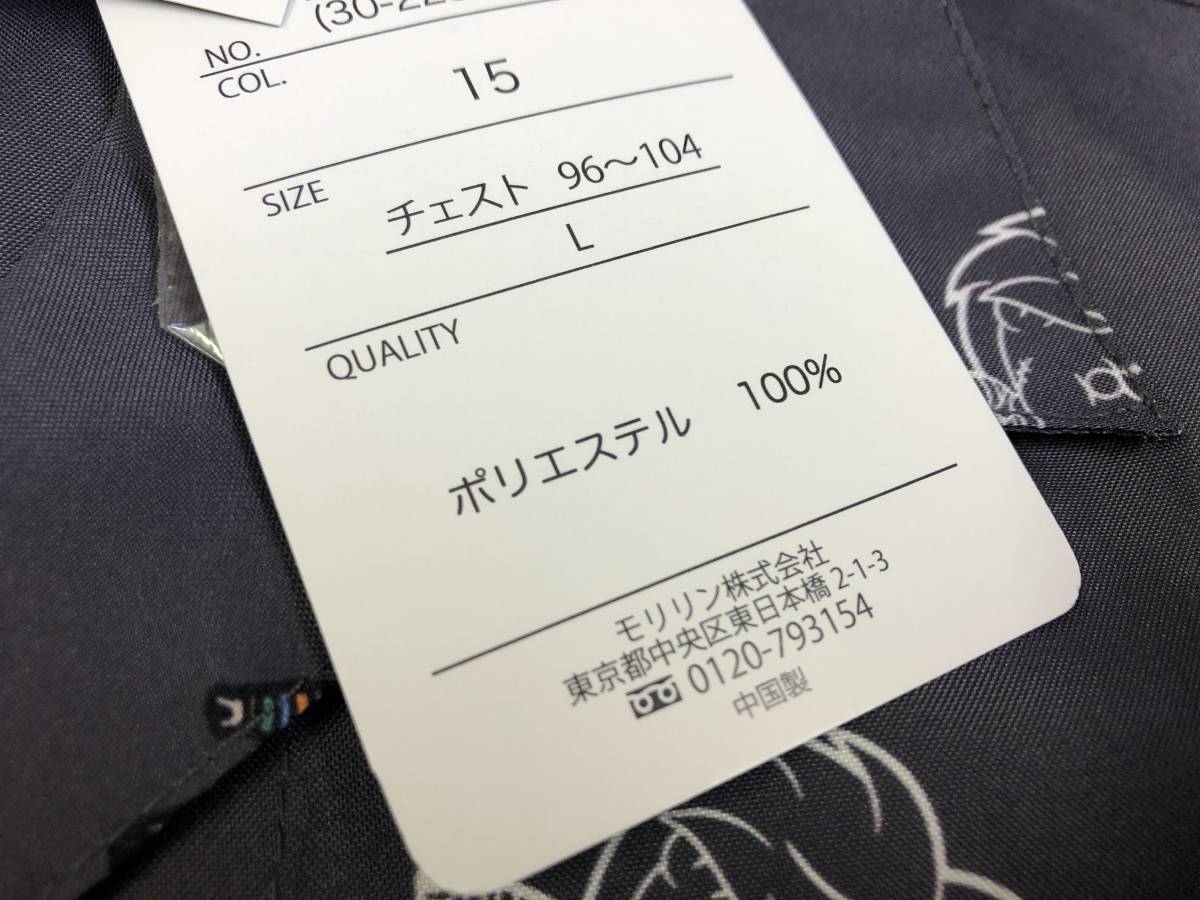 NO.
COL. 15
SIZE チェスト 96〜104
L
QUALITY
ポリエステル 100%
モリリン株式会社
東京都中央区東日本橋 2-1-3
0120-793154
中国製